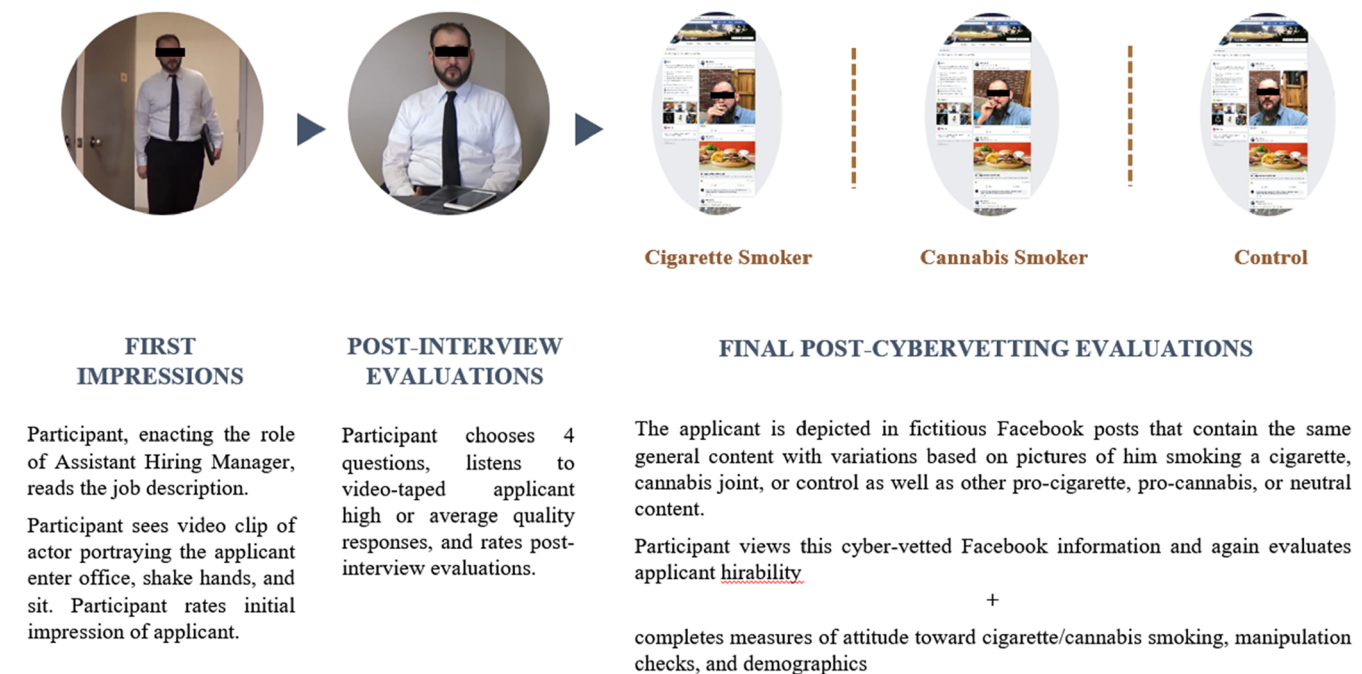 Cigarette Smoker
Cannabis Smoker
Control
FIRST
IMPRESSIONS
Participant, enacting the role
of Assistant Hiring Manager,
reads the job description.
Participant sees video clip of
actor portraying the applicant
enter office, shake hands, and
sit. Participant rates initial
impression of applicant.
POST-INTERVIEW
EVALUATIONS
Participant chooses 4
questions, listens to
video-taped applicant
high or average quality
responses, and rates post-
interview evaluations.
FINAL POST-CYBERVETTING EVALUATIONS
The applicant is depicted in fictitious Facebook posts that contain the same
general content with variations based on pictures of him smoking a cigarette,
cannabis joint, or control as well as other pro-cigarette, pro-cannabis, or neutral
content.
Participant views this cyber-vetted Facebook information and again evaluates
applicant hirability
+
completes measures of attitude toward cigarette/cannabis smoking, manipulation
checks, and demographics